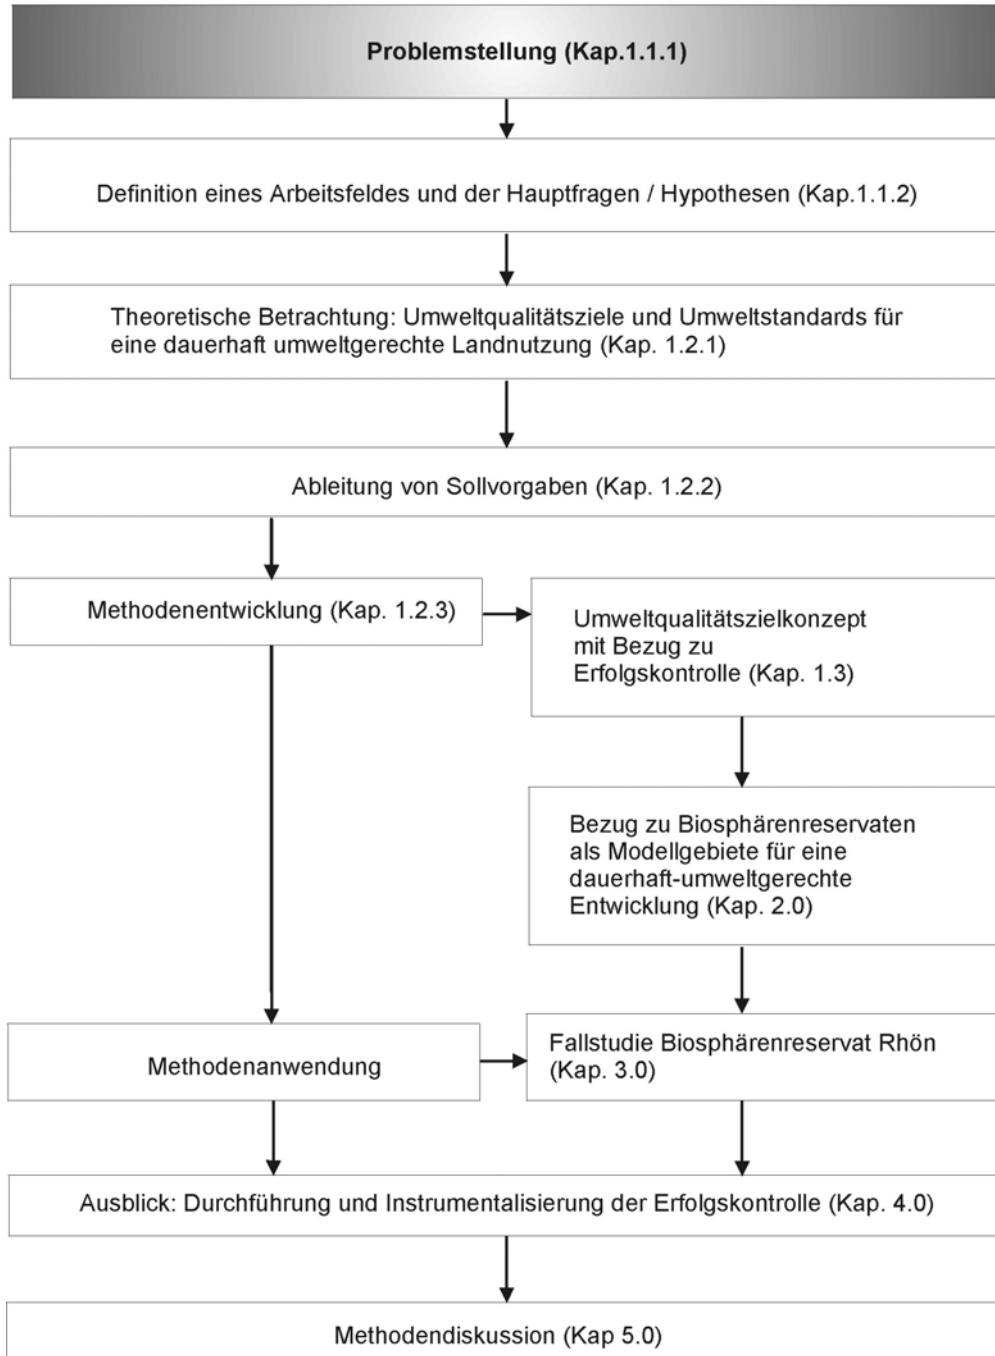 Problemstellung (Kap.1.1.1)
Definition eines Arbeitsfeldes und der Hauptfragen / Hypothesen (Kap.1.1.2)
Theoretische Betrachtung: Umweltqualitätsziele und Umweltstandards für
eine dauerhaft umweltgerechte Landnutzung (Kap. 1.2.1)
Ableitung von Sollvorgaben (Kap. 1.2.2)
Methodenentwicklung (Kap. 1.2.3)
Umweltqualitätszielkonzept
mit Bezug zu
Erfolgskontrolle (Kap. 1.3)
Bezug zu Biosphärenreservaten
als Modellgebiete für eine
dauerhaft-umweltgerechte
Entwicklung (Kap. 2.0)
Methodenanwendung
Fallstudie Biosphärenreservat Rhön
(Kap. 3.0)
Ausblick: Durchführung und Instrumentalisierung der Erfolgskontrolle (Kap. 4.0)
Methodendiskussion (Kap 5.0)